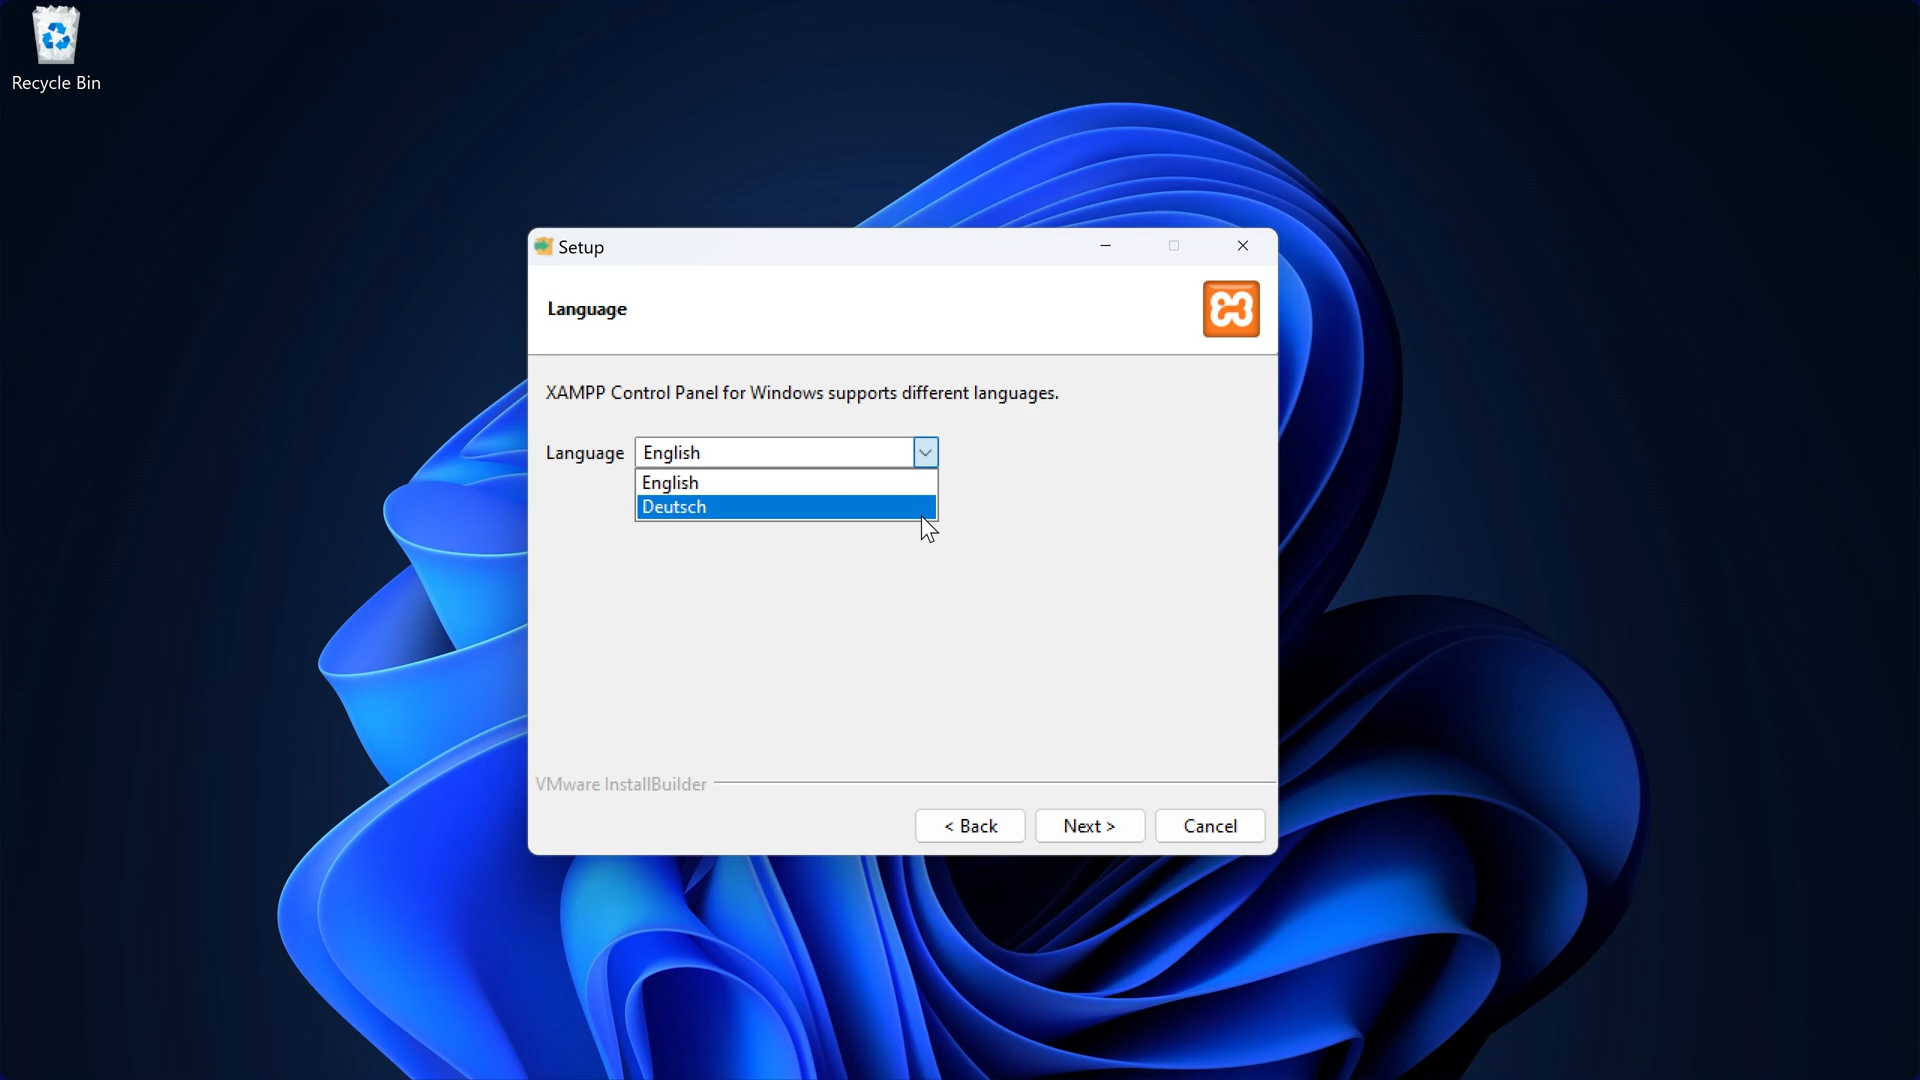 Recycle Bin
Setup
Language
XAMPP Control Panel for Windows supports different languages.
Language English
English
Deutsch
VMware InstallBuilder
< Back Next > Cancel